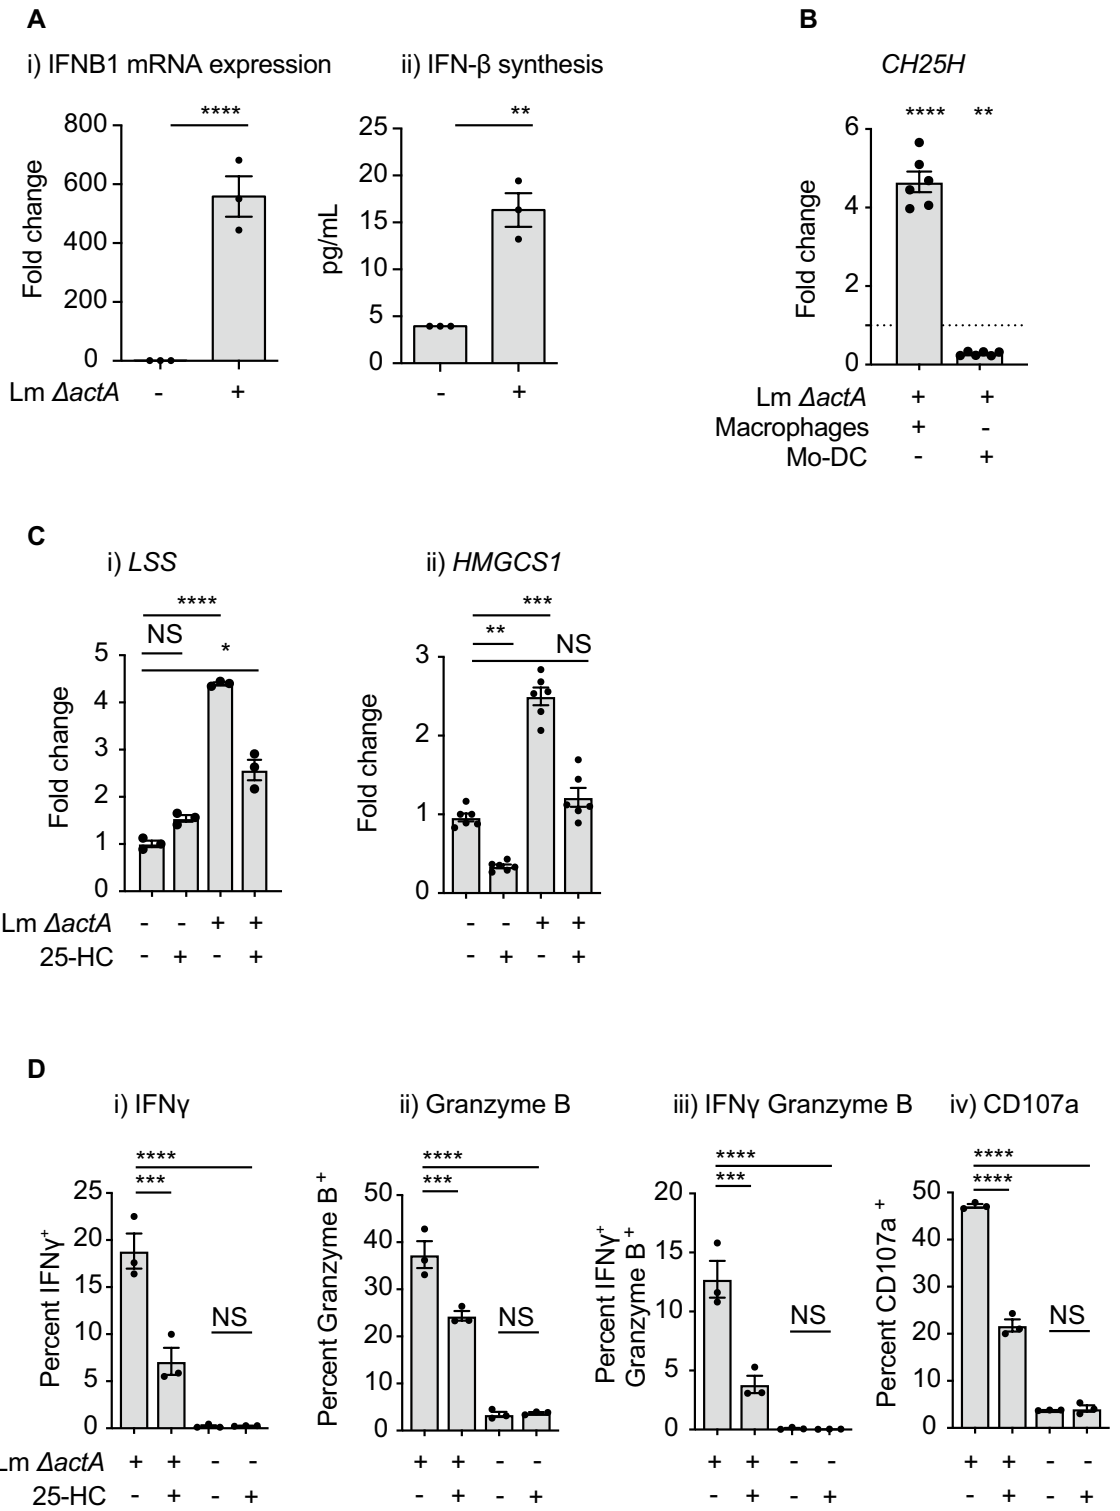 A
B
i) IFNB1 mRNA expression
ii) IFN-β synthesis
CH25H
****
**
****
**
800
600
400
200
0
Fold change
25
20
15
10
5
0
pg/mL
6
4
2
0
Fold change
Lm ΔactA - +
- +
Lm ΔactA + +
Macrophages + -
Mo-DC - +
C
i) LSS
ii) HMGCS1
****
NS
*
***
**
NS
5
4
3
2
1
0
Fold change
3
2
1
0
Fold change
Lm ΔactA - - + +
- - + +
25-HC - + - +
- + - +
D
i) IFNγ
ii) Granzyme B
iii) IFNγ Granzyme B
iv) CD107a
****
***
NS
****
***
NS
****
***
NS
****
****
NS
25
20
15
10
5
0
Percent IFNγ+
50
40
30
20
10
0
Percent Granzyme B+
20
15
10
5
0
Percent IFNγ+
Granzyme B+
50
40
30
20
10
0
Percent CD107a +
Lm ΔactA + + - -
+ + - -
+ + - -
+ + - -
25-HC - + - +
- + - +
- + - +
- + - +